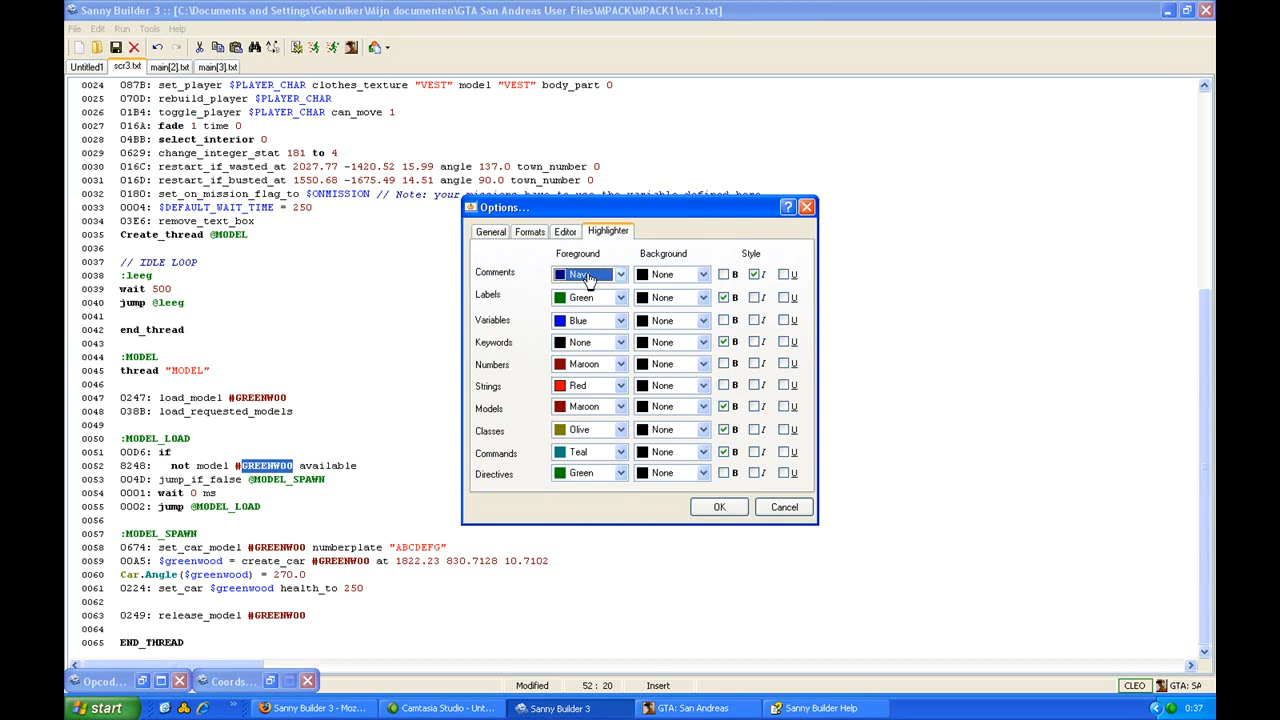 Sanny Builder 3 :: [C:\Documents and Settings\Gebruiker\Mijn documenten\GTA San Andreas User Files\MPACK\MPACK1\scr3.txt]
File Edit Run Tools Help
Untitled1 scr3.txt main[2].txt main[3].txt
0024 087B: set_player $PLAYER_CHAR clothes_texture "VEST" model "VEST" body_part 0
0025 070D: rebuild_player $PLAYER_CHAR
0026 01B4: toggle_player $PLAYER_CHAR can_move 1
0027 016A: fade 1 time 0
0028 04BB: select_interior 0
0029 0629: change_integer_stat 181 to 4
0030 016C: restart_if_wasted_at 2027.77 -1420.52 15.99 angle 137.0 town_number 0
0031 016D: restart_if_busted_at 1550.68 -1675.49 14.51 angle 90.0 town_number 0
0032 0180: set_on_mission_flag_to $ONMISSION // Note: your missions have to use the variable defined here
0033 0004: $DEFAULT_WAIT_TIME = 250
0034 03E6: remove_text_box
0035 Create_thread @MODEL
0036
0037 // IDLE LOOP
0038 :leeg
0039 wait 500
0040 jump @leeg
0041
0042 end_thread
0043
0044 :MODEL
0045 thread "MODEL"
0046
0047 0247: load_model #GREENWOO
0048 038B: load_requested_models
0049
0050 :MODEL_LOAD
0051 00D6: if
0052 8248: not model #GREENWOO available
0053 004D: jump_if_false @MODEL_SPAWN
0054 0001: wait 0 ms
0055 0002: jump @MODEL_LOAD
0056
0057 :MODEL_SPAWN
0058 0674: set_car_model #GREENWOO numberplate "ABCDEFG"
0059 00A5: $greenwood = create_car #GREENWOO at 1822.23 830.7128 10.7102
0060 Car.Angle($greenwood) = 270.0
0061 0224: set_car $greenwood health_to 250
0062
0063 0249: release_model #GREENWOO
0064
0065 END_THREAD
Options...
General Formats Editor Highlighter
Foreground Background Style
Comments Navy None B I U
Labels Green None B I U
Variables Blue None B I U
Keywords None None B I U
Numbers Maroon None B I U
Strings Red None B I U
Models Maroon None B I U
Classes Olive None B I U
Commands Teal None B I U
Directives Green None B I U
OK Cancel
Opcod... Coords...
Modified 52 : 20 Insert CLEO GTA: SA
start Sanny Builder 3 - Moz... Camtasia Studio - Unt... Sanny Builder 3 GTA: San Andreas Sanny Builder Help 0:37